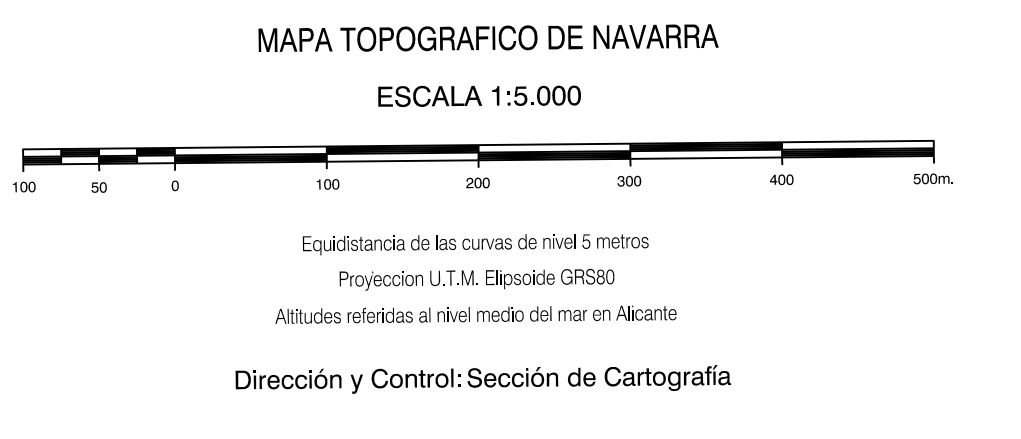 MAPA TOPOGRAFICO DE NAVARRA
ESCALA 1:5.000
100 50 0 100 200 300 400 500m.
Equidistancia de las curvas de nivel 5 metros
Proyeccion U.T.M. Elipsoide GRS80
Altitudes referidas al nivel medio del mar en Alicante
Dirección y Control: Sección de Cartografía